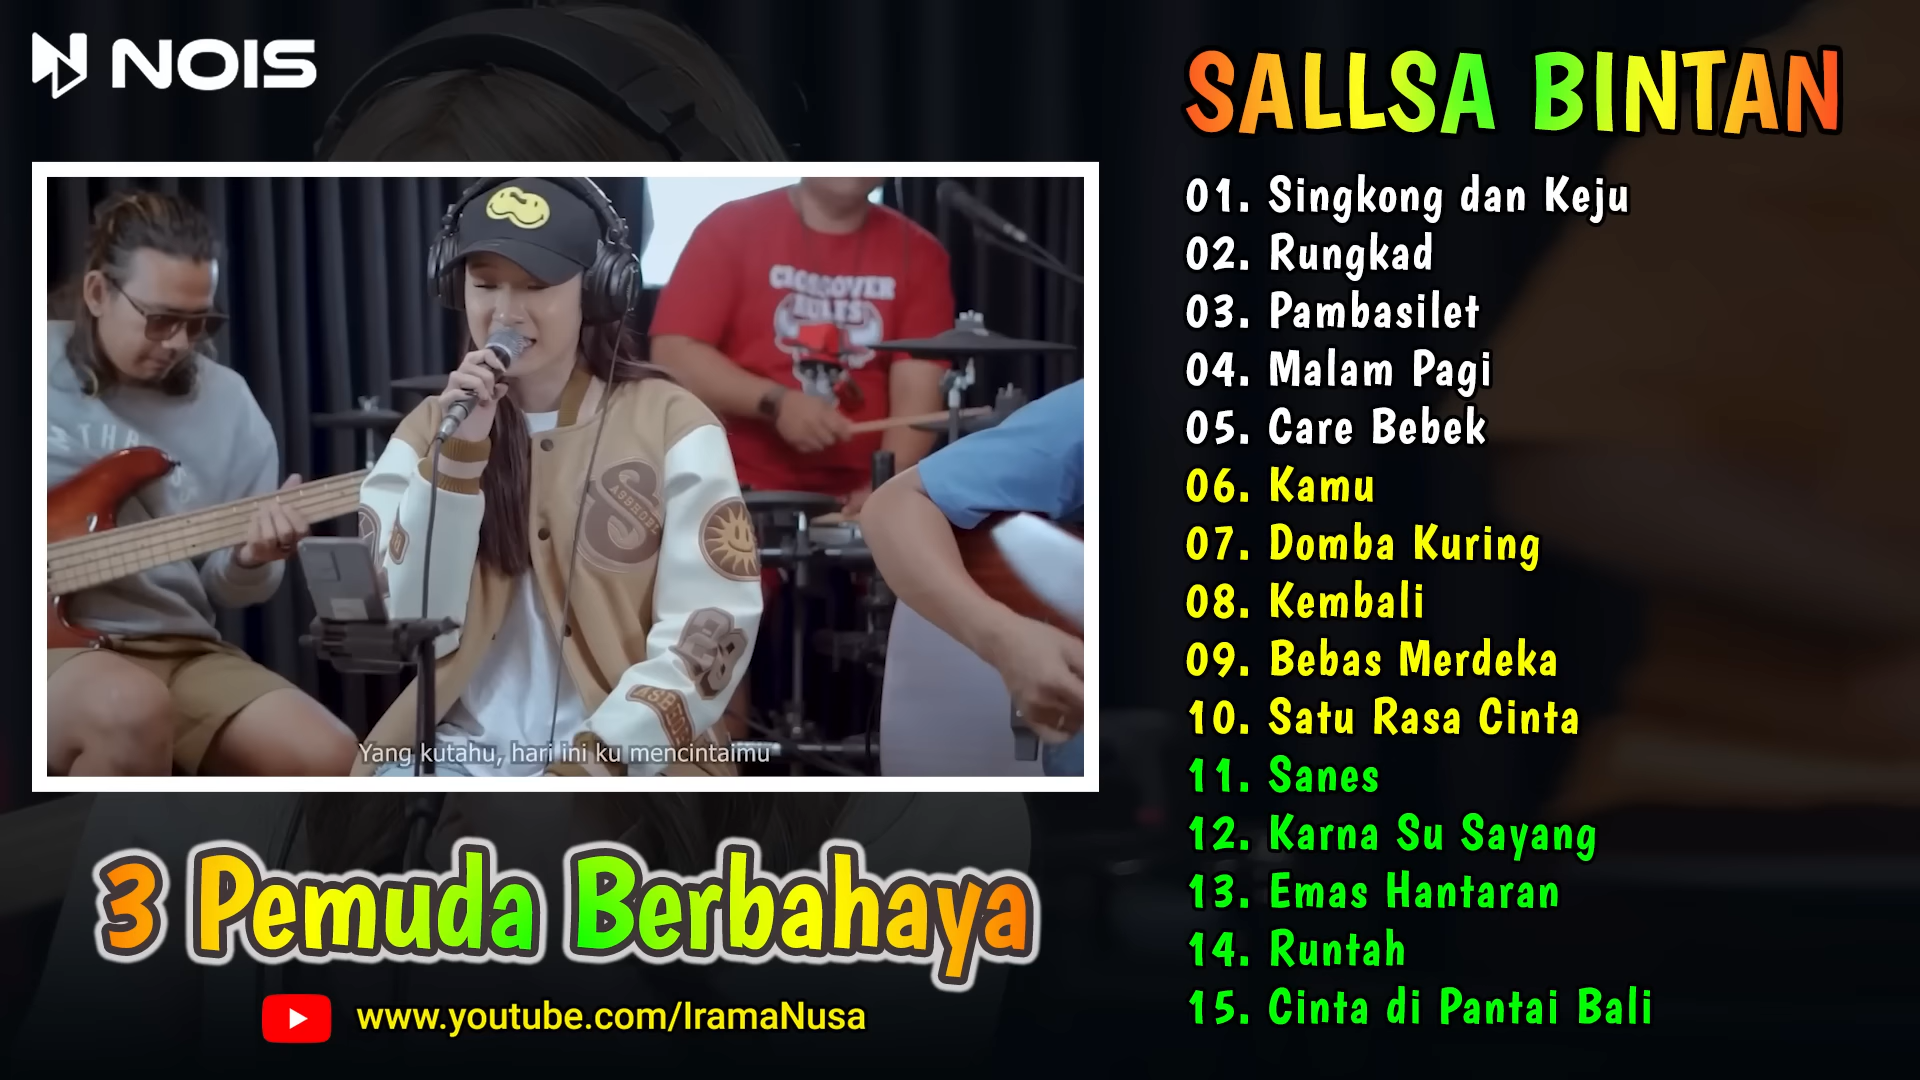 NOIS
SALLSA BINTAN
01. Singkong dan Keju
02. Rungkad
03. Pambasilet
04. Malam Pagi
05. Care Bebek
06. Kamu
07. Domba Kuring
08. Kembali
09. Bebas Merdeka
10. Satu Rasa Cinta
11. Sanes
12. Karna Su Sayang
13. Emas Hantaran
14. Runtah
15. Cinta di Pantai Bali
CROSSOVER
RULES
Yang kutahu, hari ini ku mencintaimu
3 Pemuda Berbahaya
www.youtube.com/IramaNusa